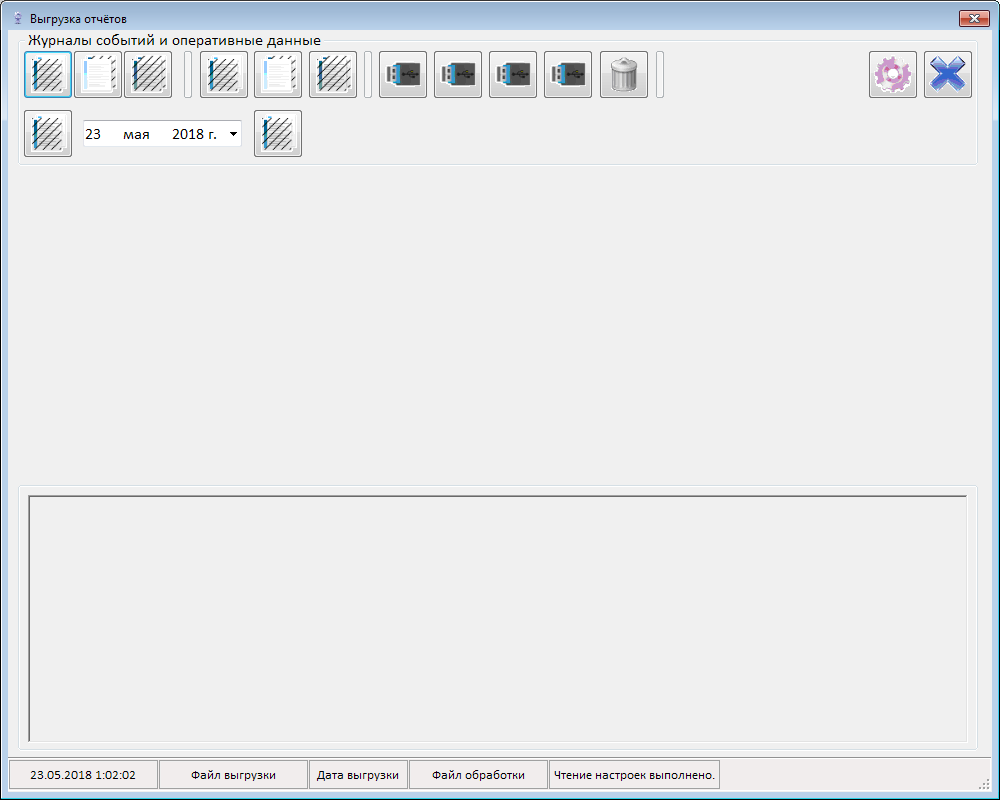 Выгрузка отчётов
Журналы событий и оперативные данные
23 мая 2018 г.
23.05.2018 1:02:02
Файл выгрузки
Дата выгрузки
Файл обработки
Чтение настроек выполнено.